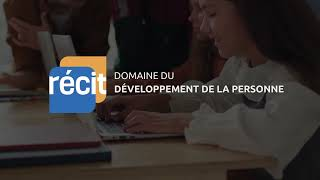 récit
DOMAINE DU
DÉVELOPPEMENT DE LA PERSONNE